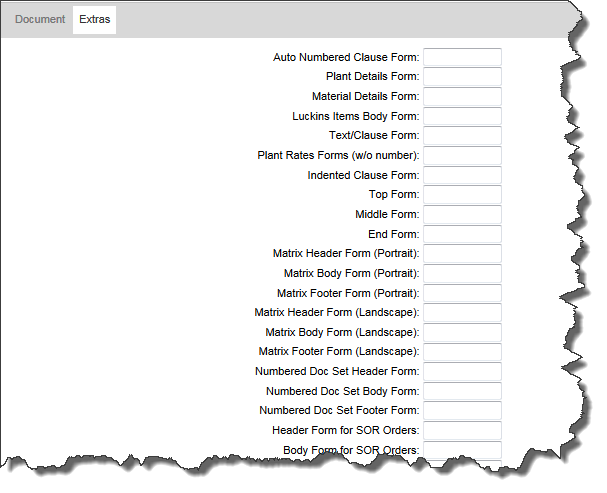 Document Extras
Auto Numbered Clause Form:
Plant Details Form:
Material Details Form:
Luckins Items Body Form:
Text/Clause Form:
Plant Rates Forms (w/o number):
Indented Clause Form:
Top Form:
Middle Form:
End Form:
Matrix Header Form (Portrait):
Matrix Body Form (Portrait):
Matrix Footer Form (Portrait):
Matrix Header Form (Landscape):
Matrix Body Form (Landscape):
Matrix Footer Form (Landscape):
Numbered Doc Set Header Form:
Numbered Doc Set Body Form:
Numbered Doc Set Footer Form:
Header Form for SOR Orders:
Body Form for SOR Orders: